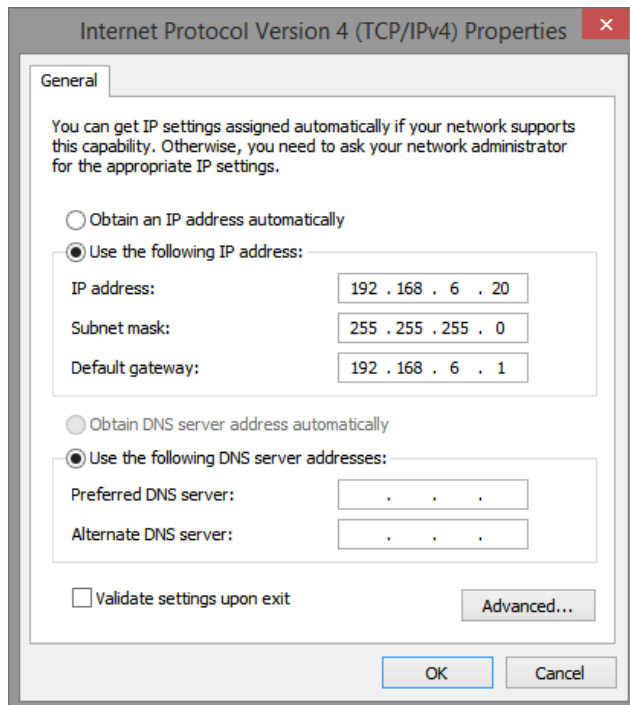 Internet Protocol Version 4 (TCP/IPv4) Properties
General
You can get IP settings assigned automatically if your network supports
this capability. Otherwise, you need to ask your network administrator
for the appropriate IP settings.
Obtain an IP address automatically
Use the following IP address:
IP address: 192 . 168 . 6 . 20
Subnet mask: 255 . 255 . 255 . 0
Default gateway: 192 . 168 . 6 . 1
Obtain DNS server address automatically
Use the following DNS server addresses:
Preferred DNS server: . . .
Alternate DNS server: . . .
Validate settings upon exit
Advanced...
OK Cancel